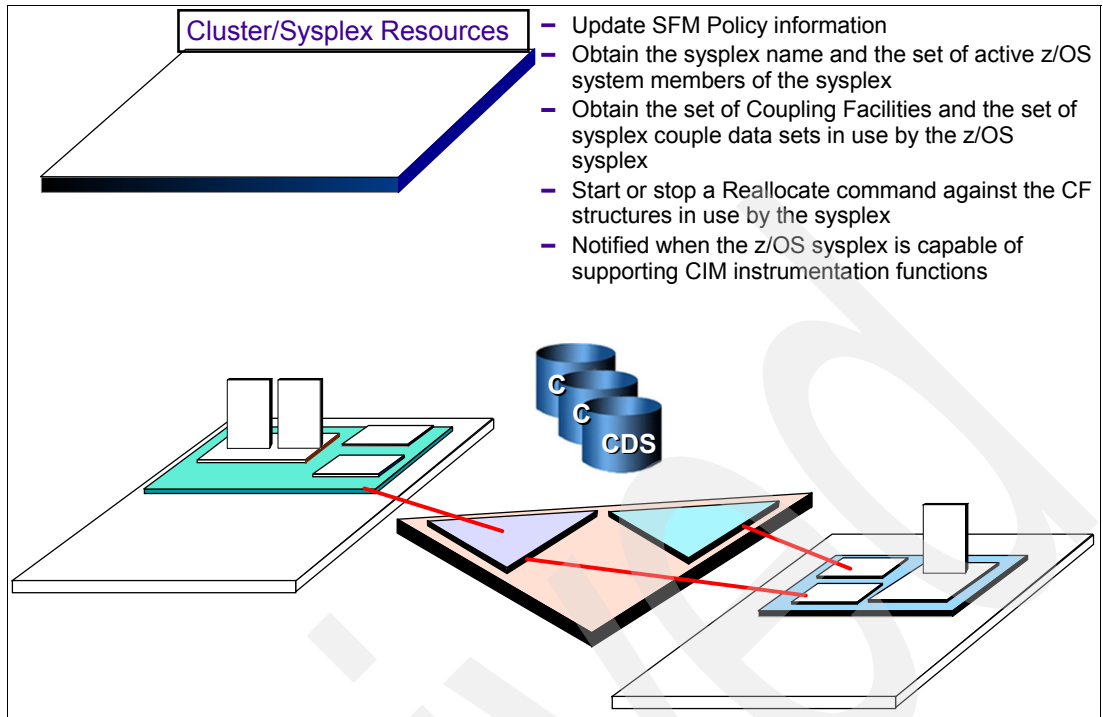 Cluster/Sysplex Resources
– Update SFM Policy information
– Obtain the sysplex name and the set of active z/OS
system members of the sysplex
– Obtain the set of Coupling Facilities and the set of
sysplex couple data sets in use by the z/OS
sysplex
– Start or stop a Reallocate command against the CF
structures in use by the sysplex
– Notified when the z/OS sysplex is capable of
supporting CIM instrumentation functions
C
C
CDS